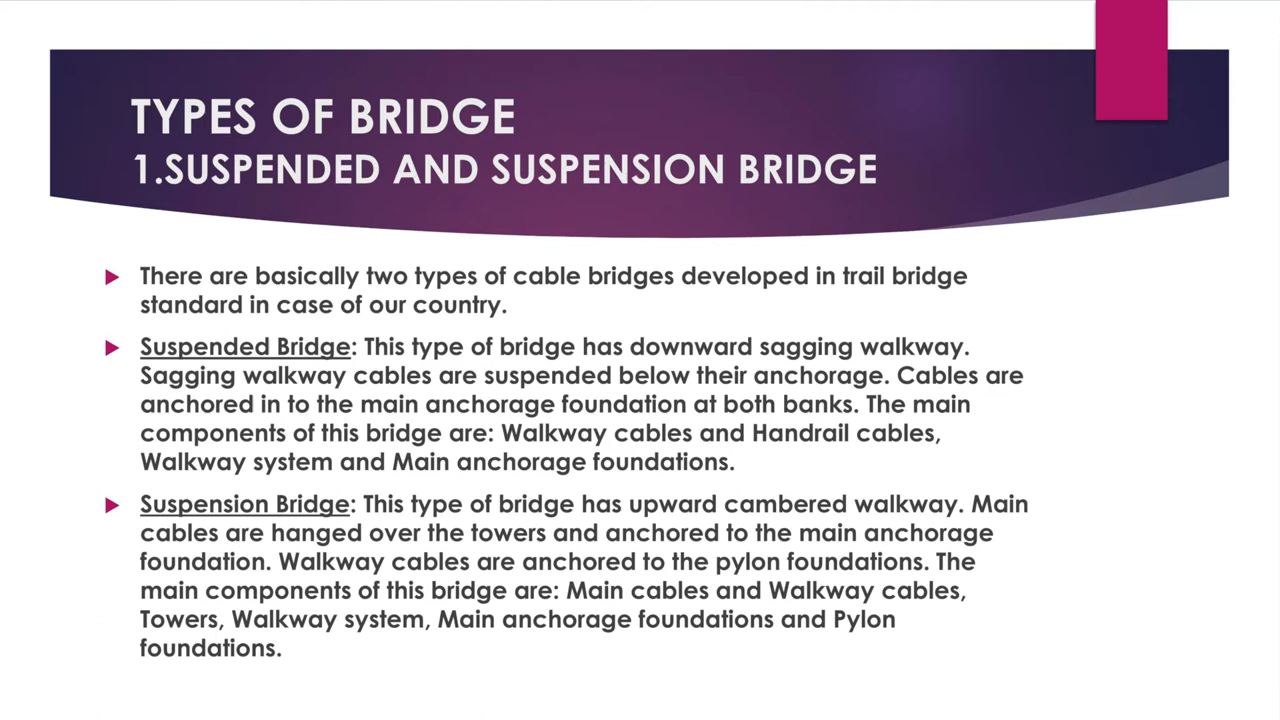 TYPES OF BRIDGE
1.SUSPENDED AND SUSPENSION BRIDGE
There are basically two types of cable bridges developed in trail bridge
standard in case of our country.
Suspended Bridge: This type of bridge has downward sagging walkway.
Sagging walkway cables are suspended below their anchorage. Cables are
anchored in to the main anchorage foundation at both banks. The main
components of this bridge are: Walkway cables and Handrail cables,
Walkway system and Main anchorage foundations.
Suspension Bridge: This type of bridge has upward cambered walkway. Main
cables are hanged over the towers and anchored to the main anchorage
foundation. Walkway cables are anchored to the pylon foundations. The
main components of this bridge are: Main cables and Walkway cables,
Towers, Walkway system, Main anchorage foundations and Pylon
foundations.